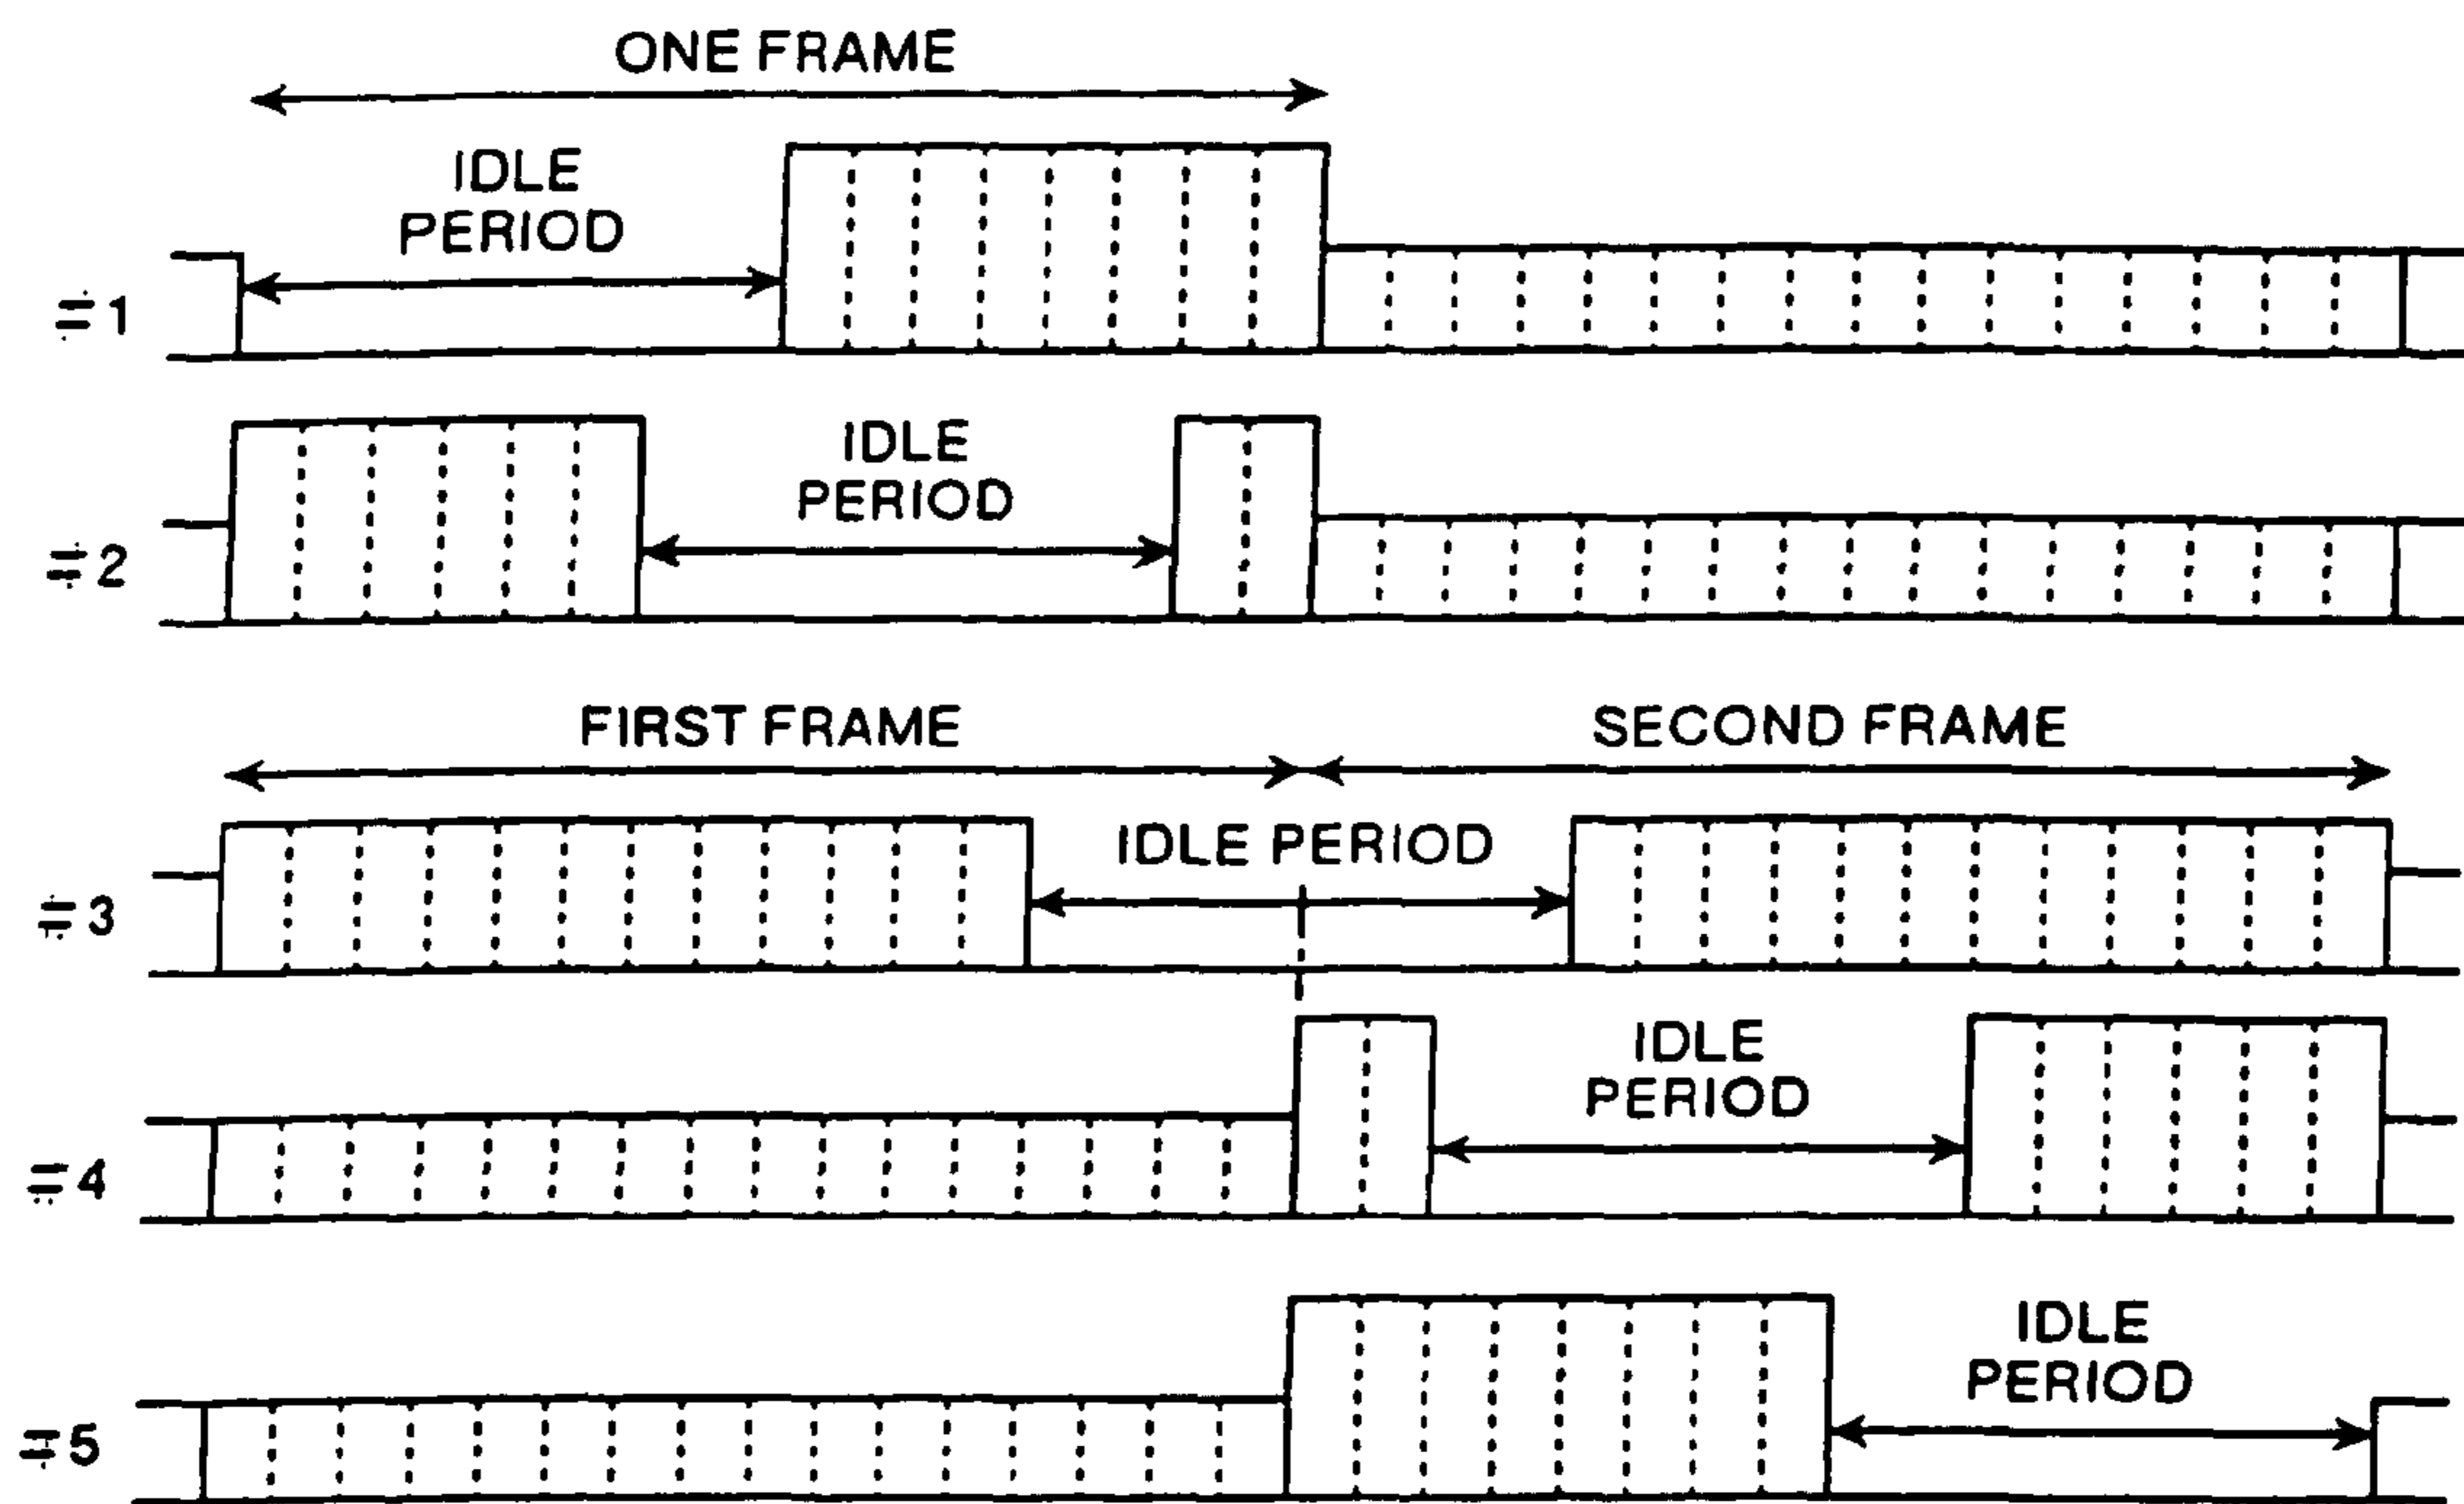 ONE FRAME
IDLE
PERIOD
#1
IDLE
PERIOD
#2
FIRST FRAME SECOND FRAME
IDLE PERIOD
#3
IDLE
PERIOD
#4
IDLE
PERIOD
#5